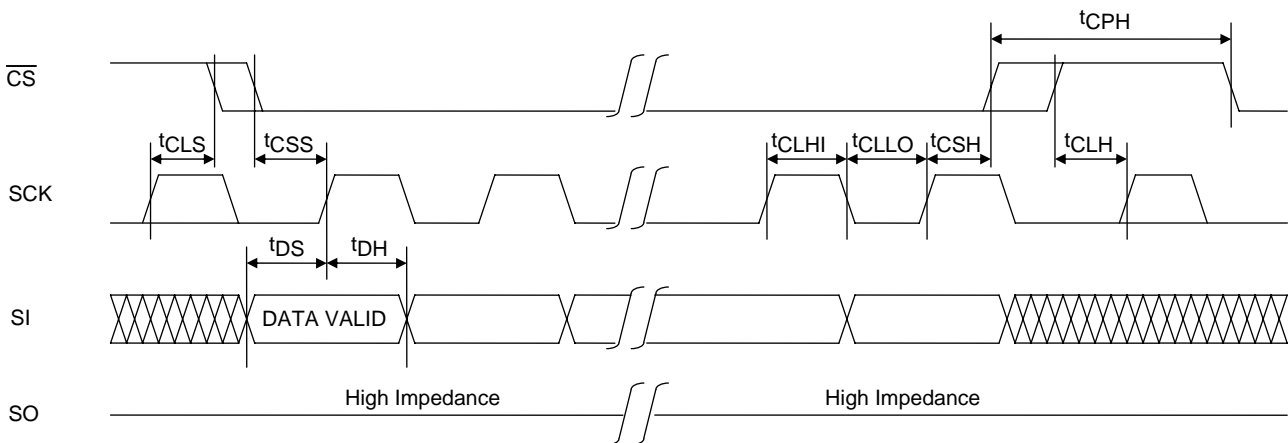 tCPH
CS
tCLS
tCSS
tCLHI
tCLLO
tCSH
tCLH
SCK
tDS
tDH
SI
DATA VALID
High Impedance
High Impedance
SO